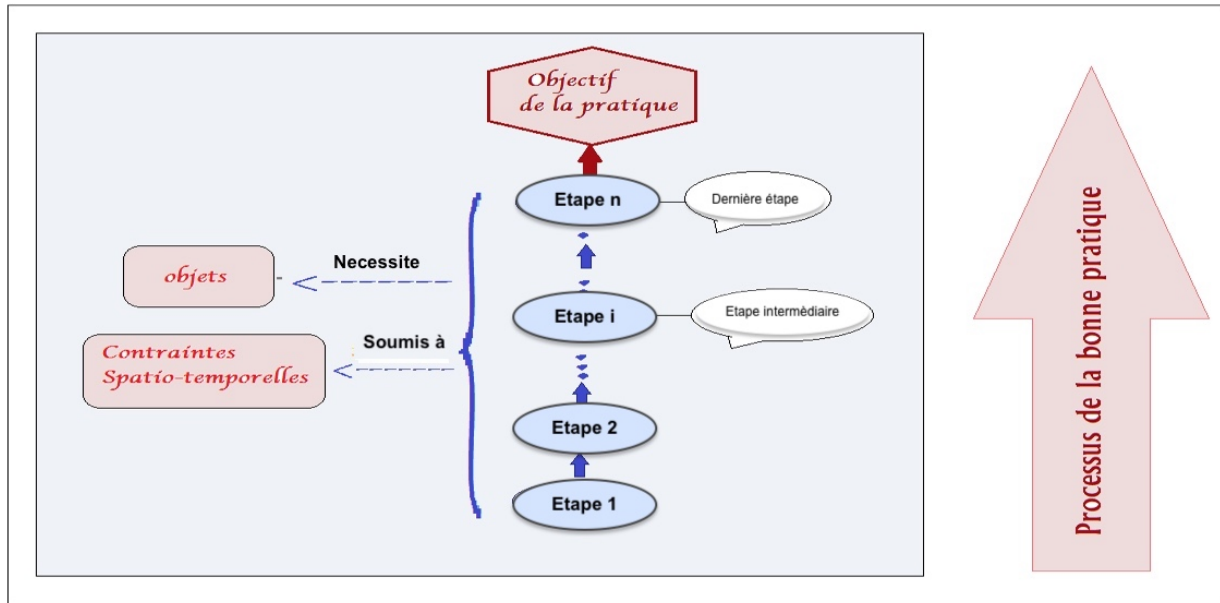 Objectif
de la pratique
Etape n
Dernière étape
Necessite
objets
Etape i
Etape intermèdiaire
Soumis à
Contraintes
Spatio-temporelles
Etape 2
Etape 1
Processus de la bonne pratique